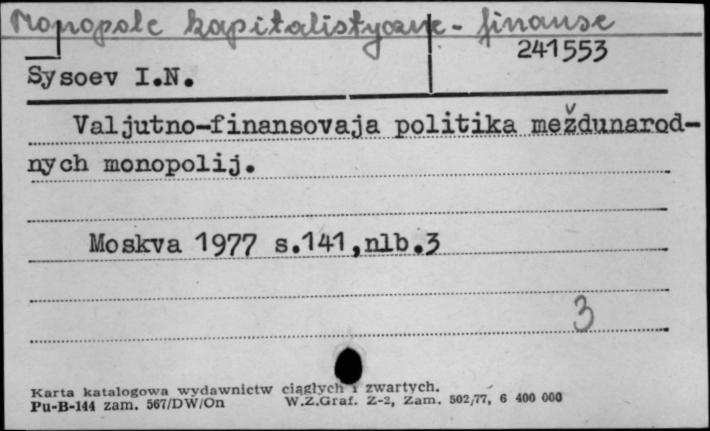 Monopole kapitalistyczne - finanse
241553
Sysoev I.N.
Valjutno-finansovaja politika meždunarod-
nych monopolij.
Moskva 1977 s.141,nlb.3
3
Karta katalogowa wydawnictw ciągłych i zwartych.
Pu-B-144 zam. 567/DW/On W.Z.Graf. Z-2, Zam. 502/77, 6 400 000